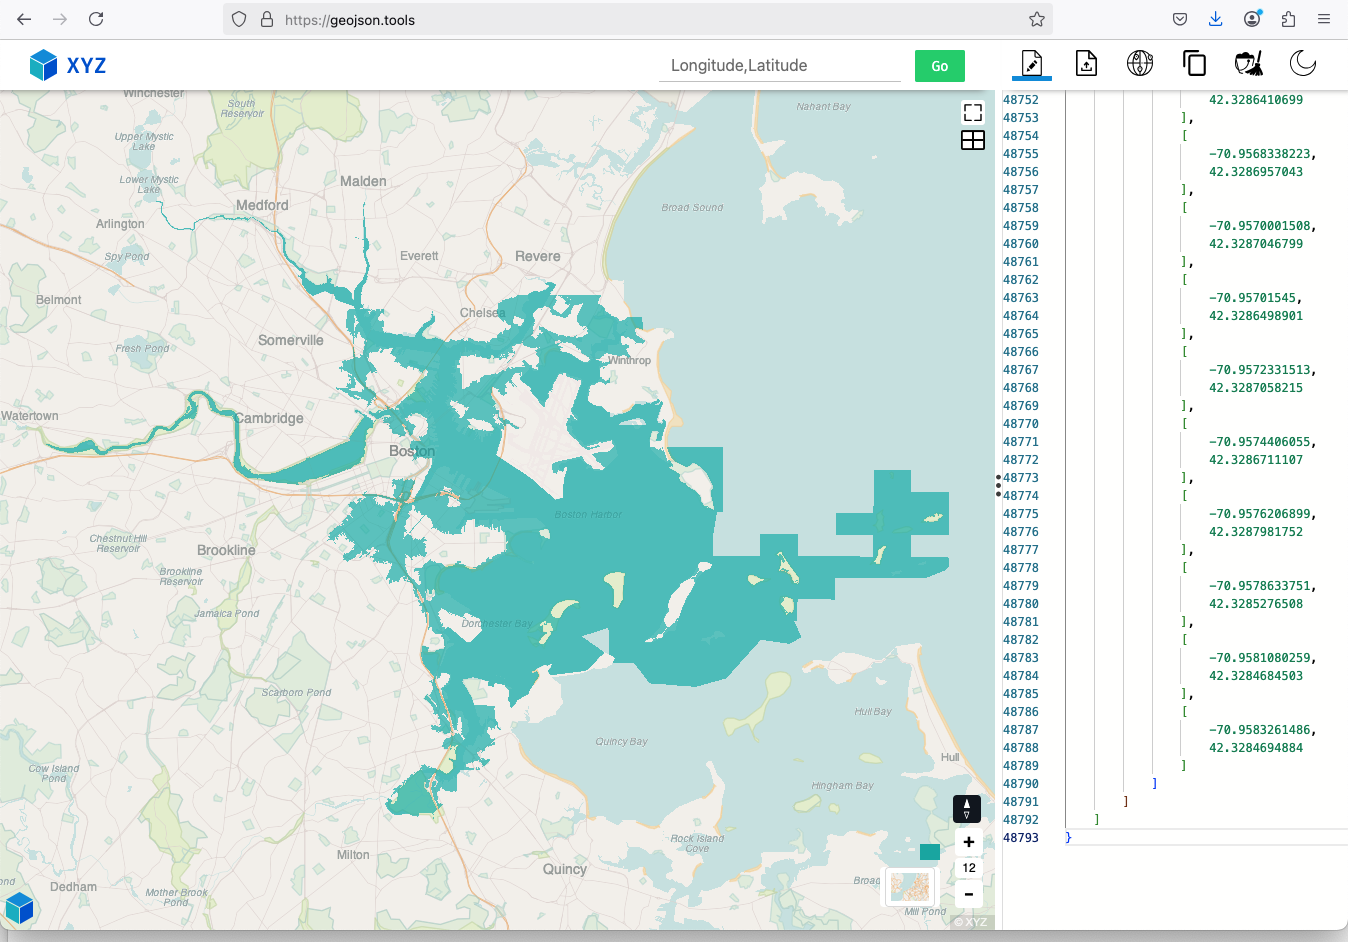 https://geojson.tools
XYZ
Longitude,Latitude
Go
Winchester
South
Reservoir
Nahant Bay
Upper Mystic
Lake
Lower Mystic
Lake
Malden
Medford
Broad Sound
Arlington
Spy Pond
Everett
Revere
Belmont
Chelsea
Somerville
Fresh Pond
Winthrop
Watertown
Cambridge
Boston
Boston Harbor
Chestnut Hill
Reservoir
Brookline
Brookline
Reservoir
Jamaica Pond
Dorchester Bay
Scarboro Pond
Hull Bay
Quincy Bay
Hull
Cow Island
Pond
Hingham Bay
Rock Island
Cove
Milton
Quincy
Broad
ond
Dedham
Mother Brook
Pond
Mill Pond
12
© XYZ
48752 42.3286410699
48753 ],
48754 [
48755 -70.9568338223,
48756 42.3286957043
48757 ],
48758 [
48759 -70.9570001508,
48760 42.3287046799
48761 ],
48762 [
48763 -70.95701545,
48764 42.3286498901
48765 ],
48766 [
48767 -70.9572331513,
48768 42.3287058215
48769 ],
48770 [
48771 -70.9574406055,
48772 42.3286711107
48773 ],
48774 [
48775 -70.9576206899,
48776 42.3287981752
48777 ],
48778 [
48779 -70.9578633751,
48780 42.3285276508
48781 ],
48782 [
48783 -70.9581080259,
48784 42.3284684503
48785 ],
48786 [
48787 -70.9583261486,
48788 42.3284694884
48789 ]
48790 ]
48791 ]
48792 ]
48793 }